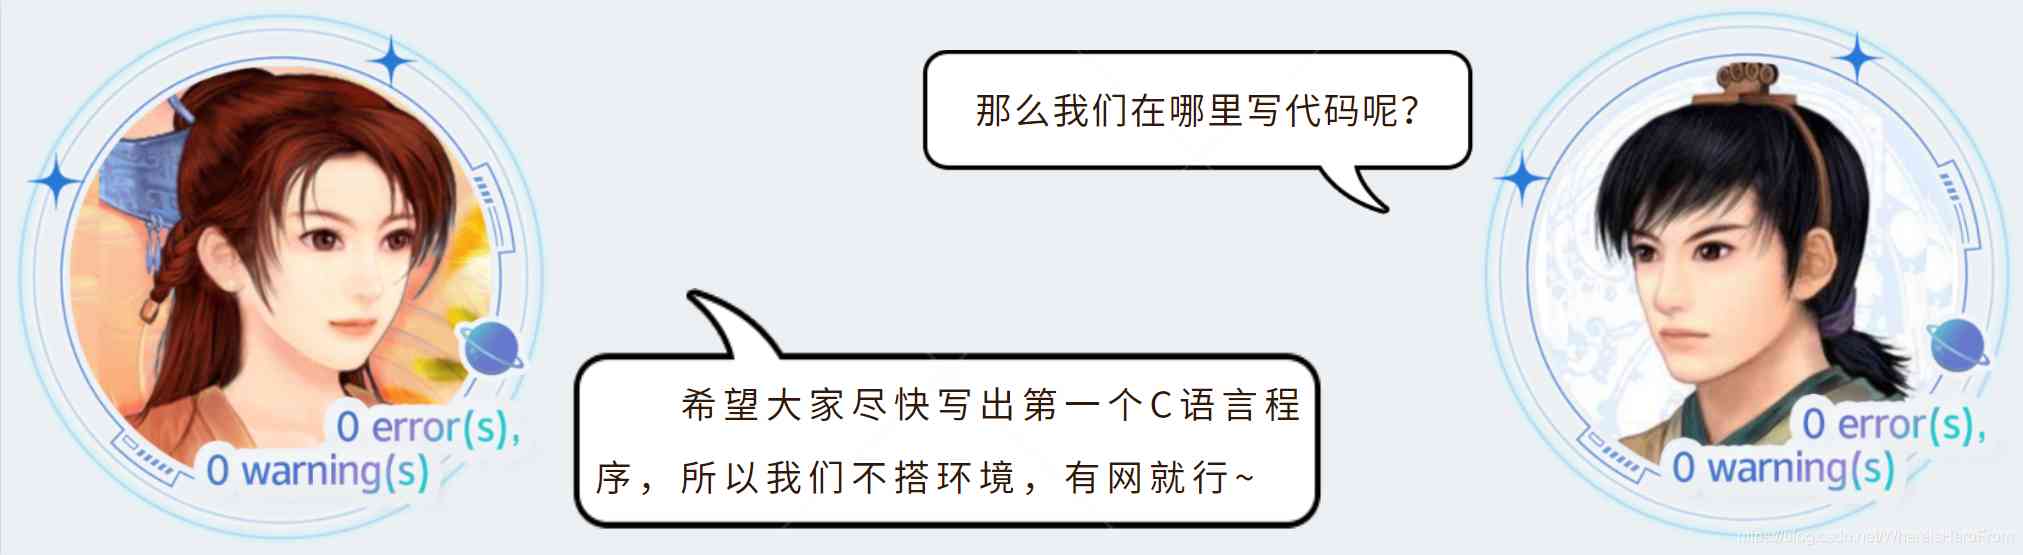 那么我们在哪里写代码呢？
希望大家尽快写出第一个C语言程
序，所以我们不搭环境，有网就行~
0 error(s),
0 warning(s)
0 error(s),
0 warning(s)
https://blog.csdn.net/WhereIsHeroFrom